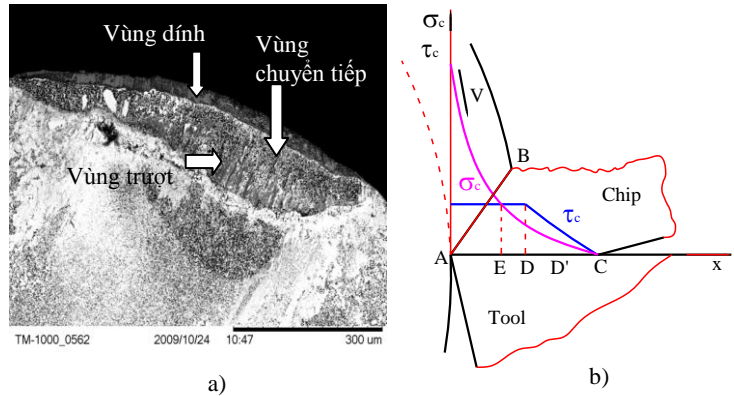 Vùng dính
Vùng
chuyển tiếp
Vùng trượt
TM-1000_0562 2009/10/24 10:47 300 um
a)
σc
τc
V
B
σc
τc
Chip
A
E D D' C x
Tool
b)